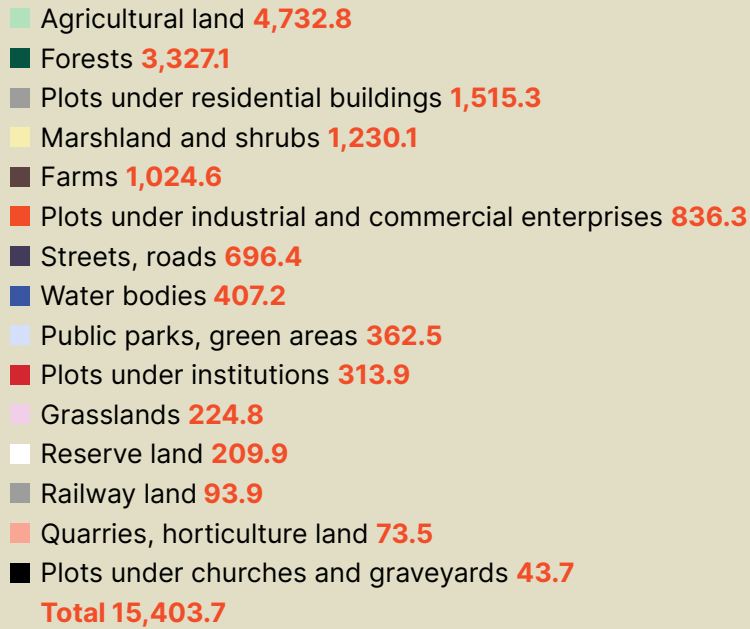 Agricultural land 4,732.8
Forests 3,327.1
Plots under residential buildings 1,515.3
Marshland and shrubs 1,230.1
Farms 1,024.6
Plots under industrial and commercial enterprises 836.3
Streets, roads 696.4
Water bodies 407.2
Public parks, green areas 362.5
Plots under institutions 313.9
Grasslands 224.8
Reserve land 209.9
Railway land 93.9
Quarries, horticulture land 73.5
Plots under churches and graveyards 43.7
Total 15,403.7